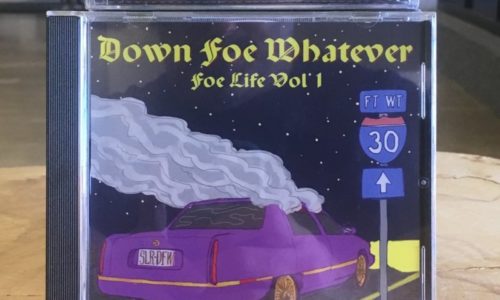 Down Foe Whatever
Foe Life Vol 1
FT WT
30
SLR-DFW